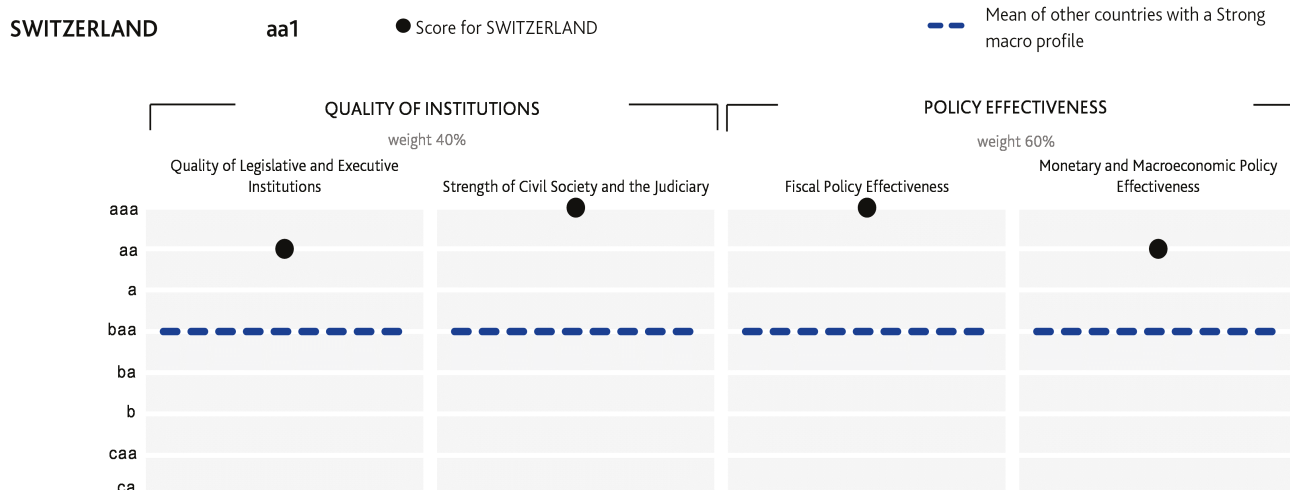 SWITZERLAND
aa1
Score for SWITZERLAND
Mean of other countries with a Strong
macro profile
QUALITY OF INSTITUTIONS
weight 40%
POLICY EFFECTIVENESS
weight 60%
Quality of Legislative and Executive
Institutions
Strength of Civil Society and the Judiciary
Fiscal Policy Effectiveness
Monetary and Macroeconomic Policy
Effectiveness
aaa
aa
a
baa
ba
b
caa
ca